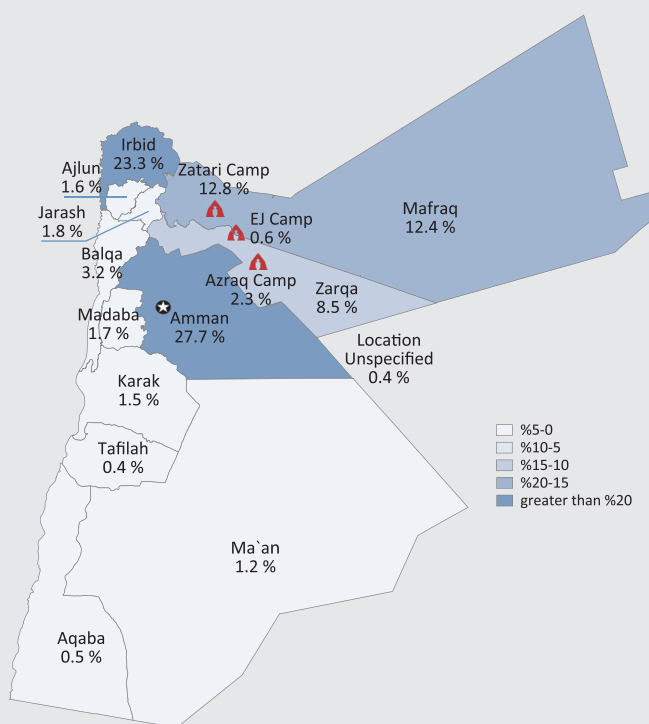 Irbid
23.3 %
Ajlun
1.6 %
Zatari Camp
12.8 %
Jarash
1.8 %
EJ Camp
0.6 %
Mafraq
12.4 %
Balqa
3.2 %
Azraq Camp
2.3 %
Zarqa
8.5 %
Madaba
1.7 %
Amman
27.7 %
Location
Unspecified
0.4 %
Karak
1.5 %
Tafilah
0.4 %
%5-0
%10-5
%15-10
%20-15
greater than %20
Ma`an
1.2 %
Aqaba
0.5 %